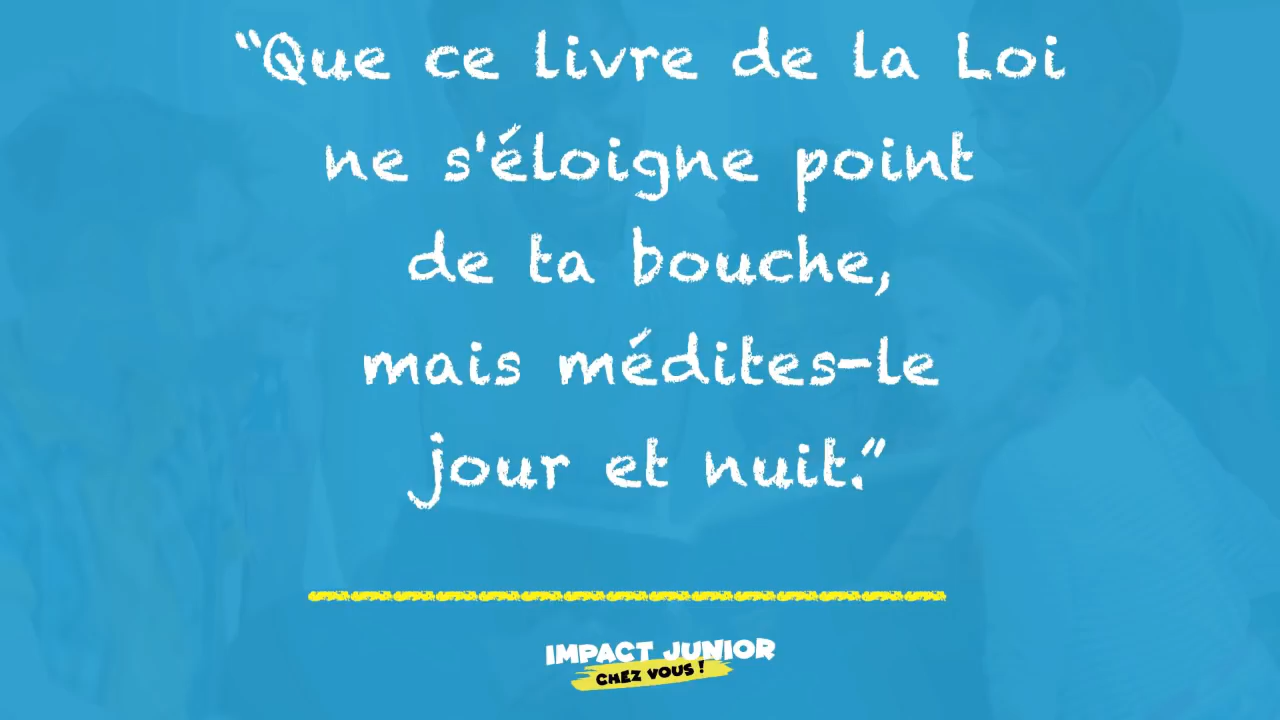 “Que ce livre de la Loi
ne s'éloigne point
de ta bouche,
mais médites-le
jour et nuit.”
IMPACT JUNIOR
CHEZ VOUS !